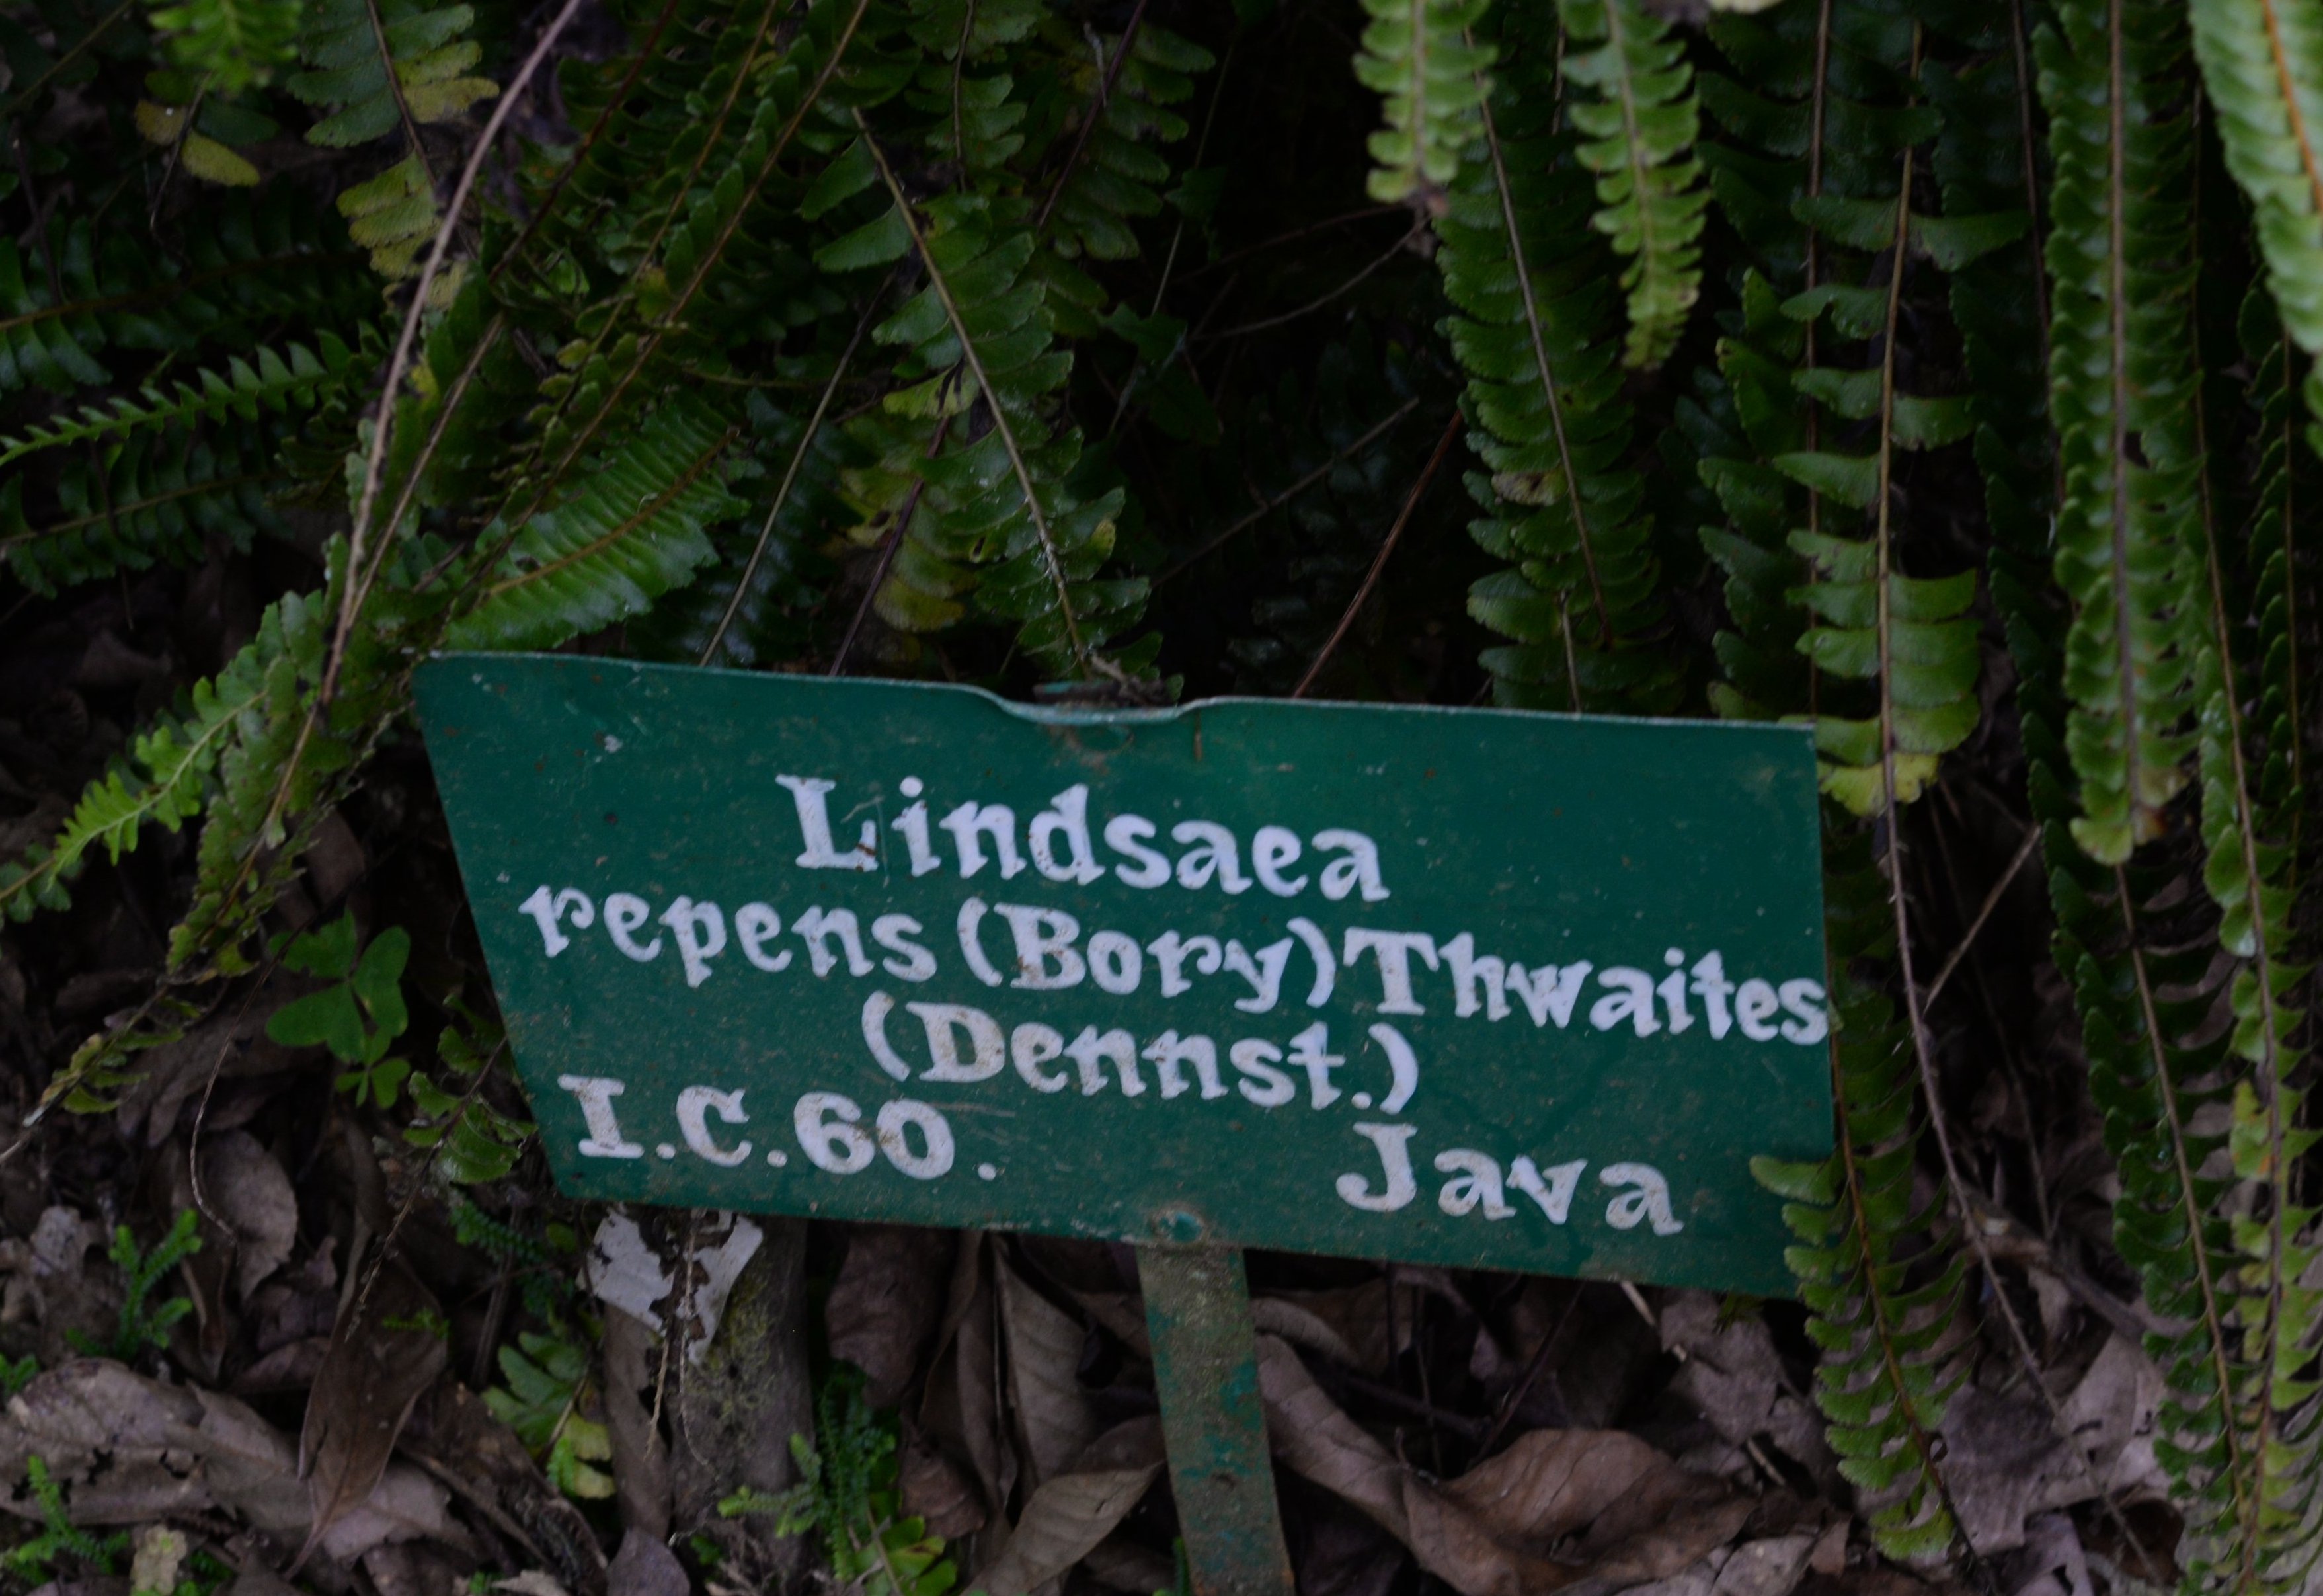 Lindsaea
repens (Bory) Thwaites
(Dennst.)
I.C.60. Java